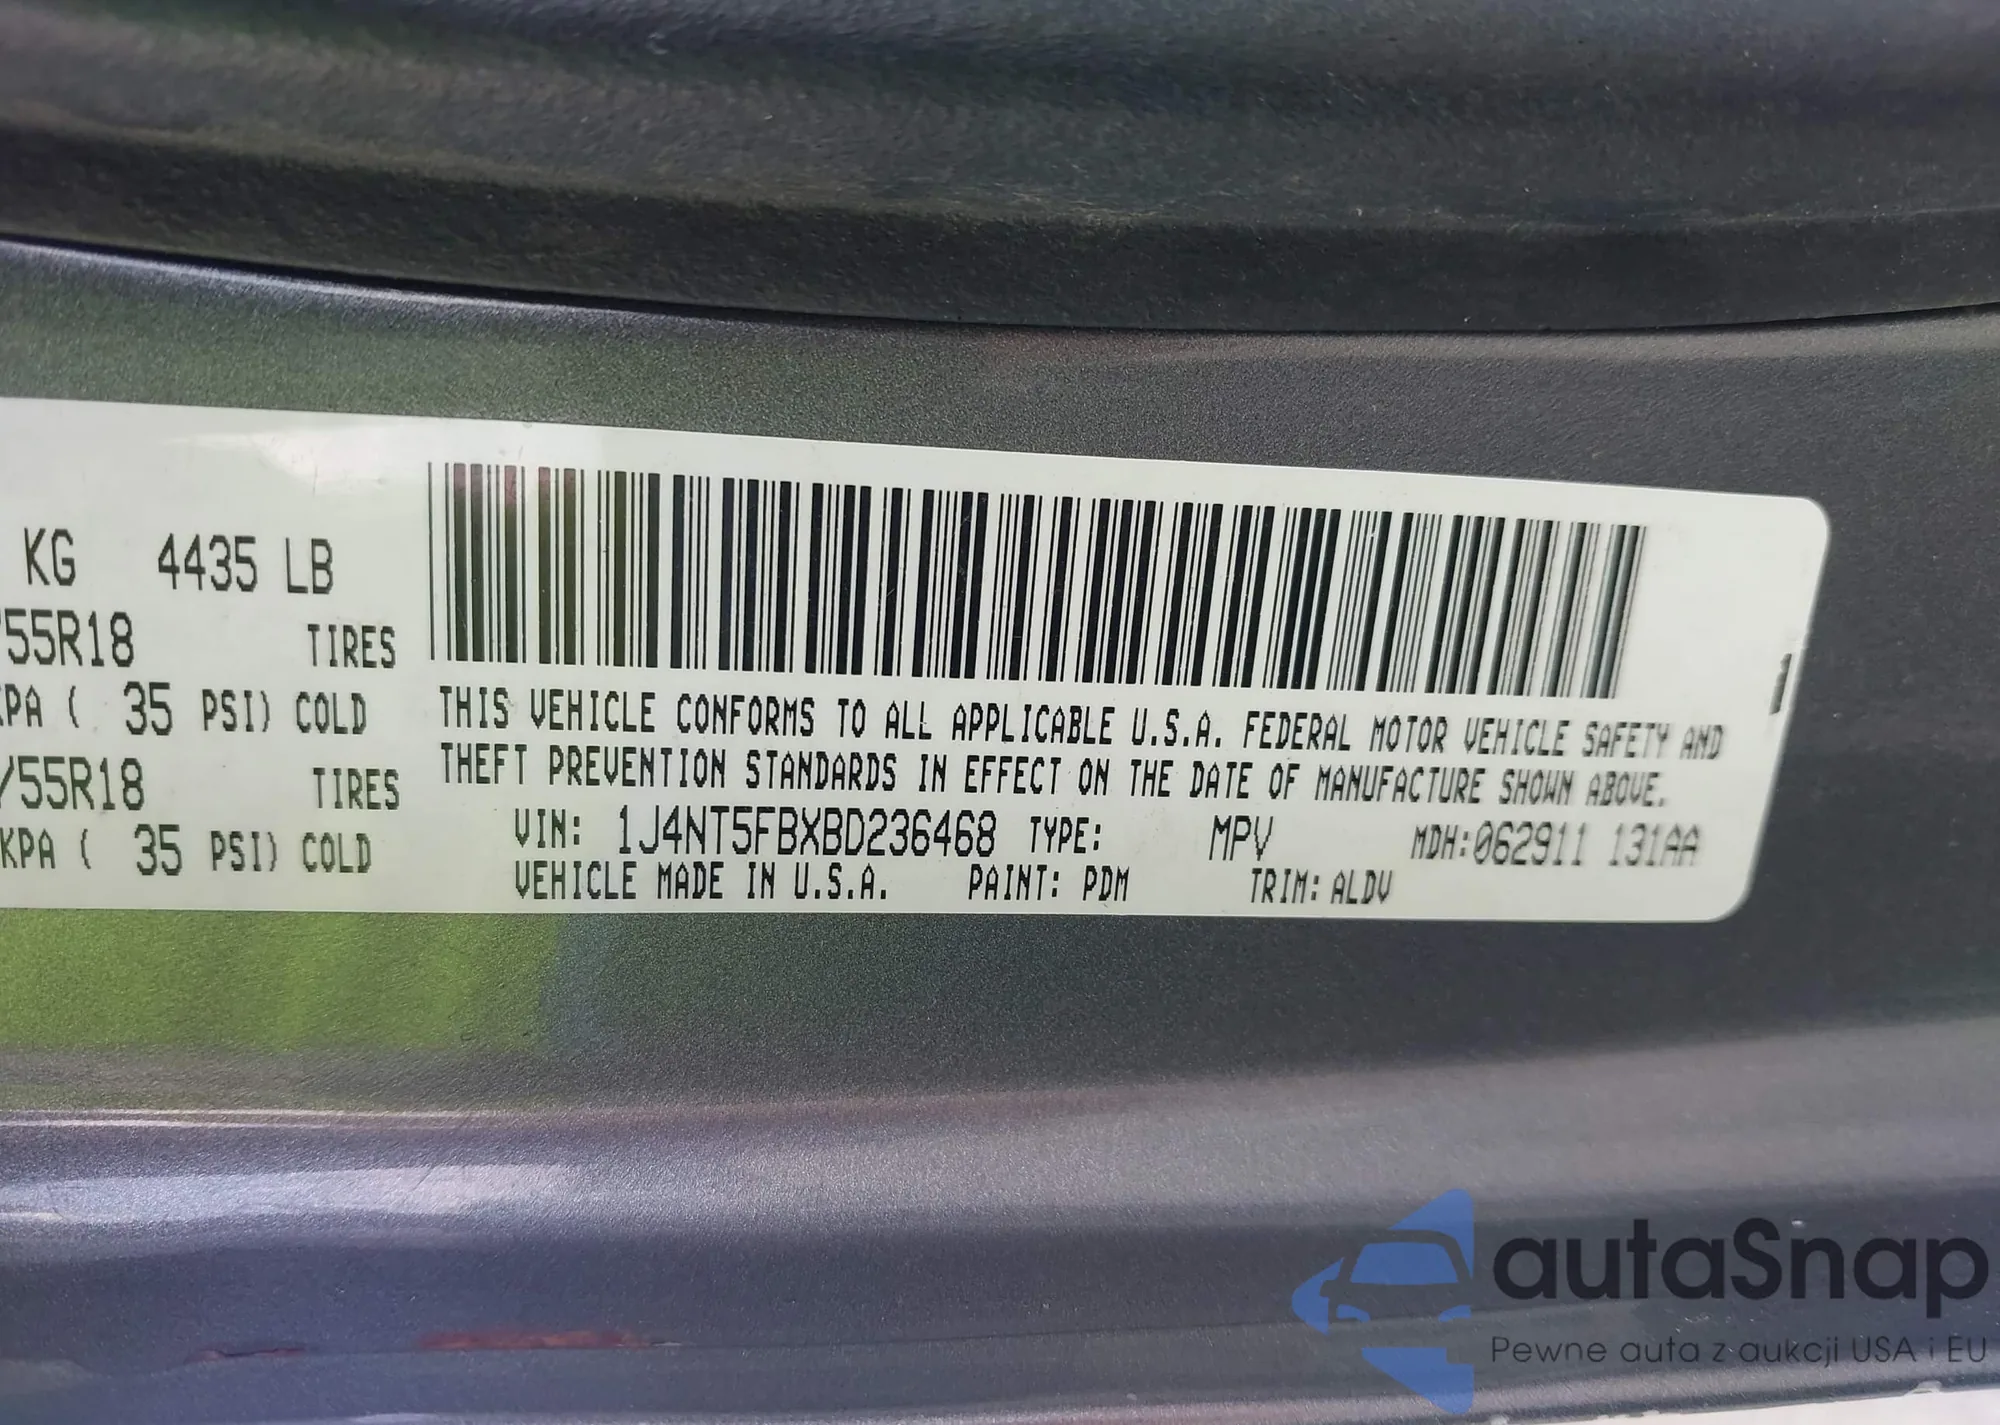 KG 4435 LB
55R18 TIRES
KPA ( 35 PSI) COLD
/55R18 TIRES
KPA ( 35 PSI) COLD
THIS VEHICLE CONFORMS TO ALL APPLICABLE U.S.A. FEDERAL MOTOR VEHICLE SAFETY AND
THEFT PREVENTION STANDARDS IN EFFECT ON THE DATE OF MANUFACTURE SHOWN ABOVE.
VIN: 1J4NT5FBXBD236468 TYPE: MPV MDH:062911 131AA
VEHICLE MADE IN U.S.A. PAINT: PDM TRIM: ALDV
autaSnap
Pewne auta z aukcji USA i EU